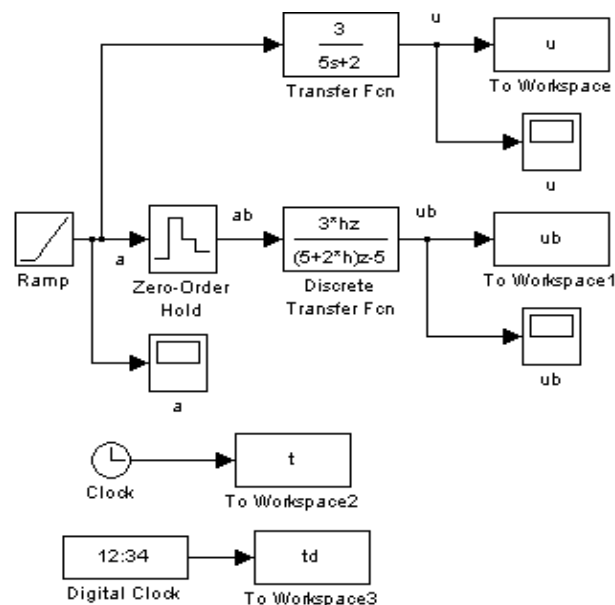 u
3
5s+2
Transfer Fcn
u
To Workspace
u
Ramp
a
Zero-Order
Hold
ab
3*hz
(5+2*h)z-5
Discrete
Transfer Fcn
ub
ub
To Workspace1
ub
a
Clock
t
To Workspace2
12:34
Digital Clock
td
To Workspace3